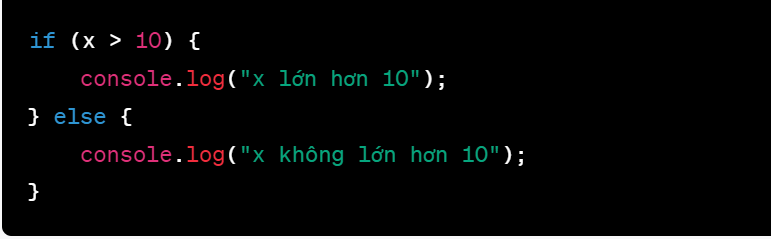 if (x > 10) {
    console.log("x lớn hơn 10");
} else {
    console.log("x không lớn hơn 10");
}